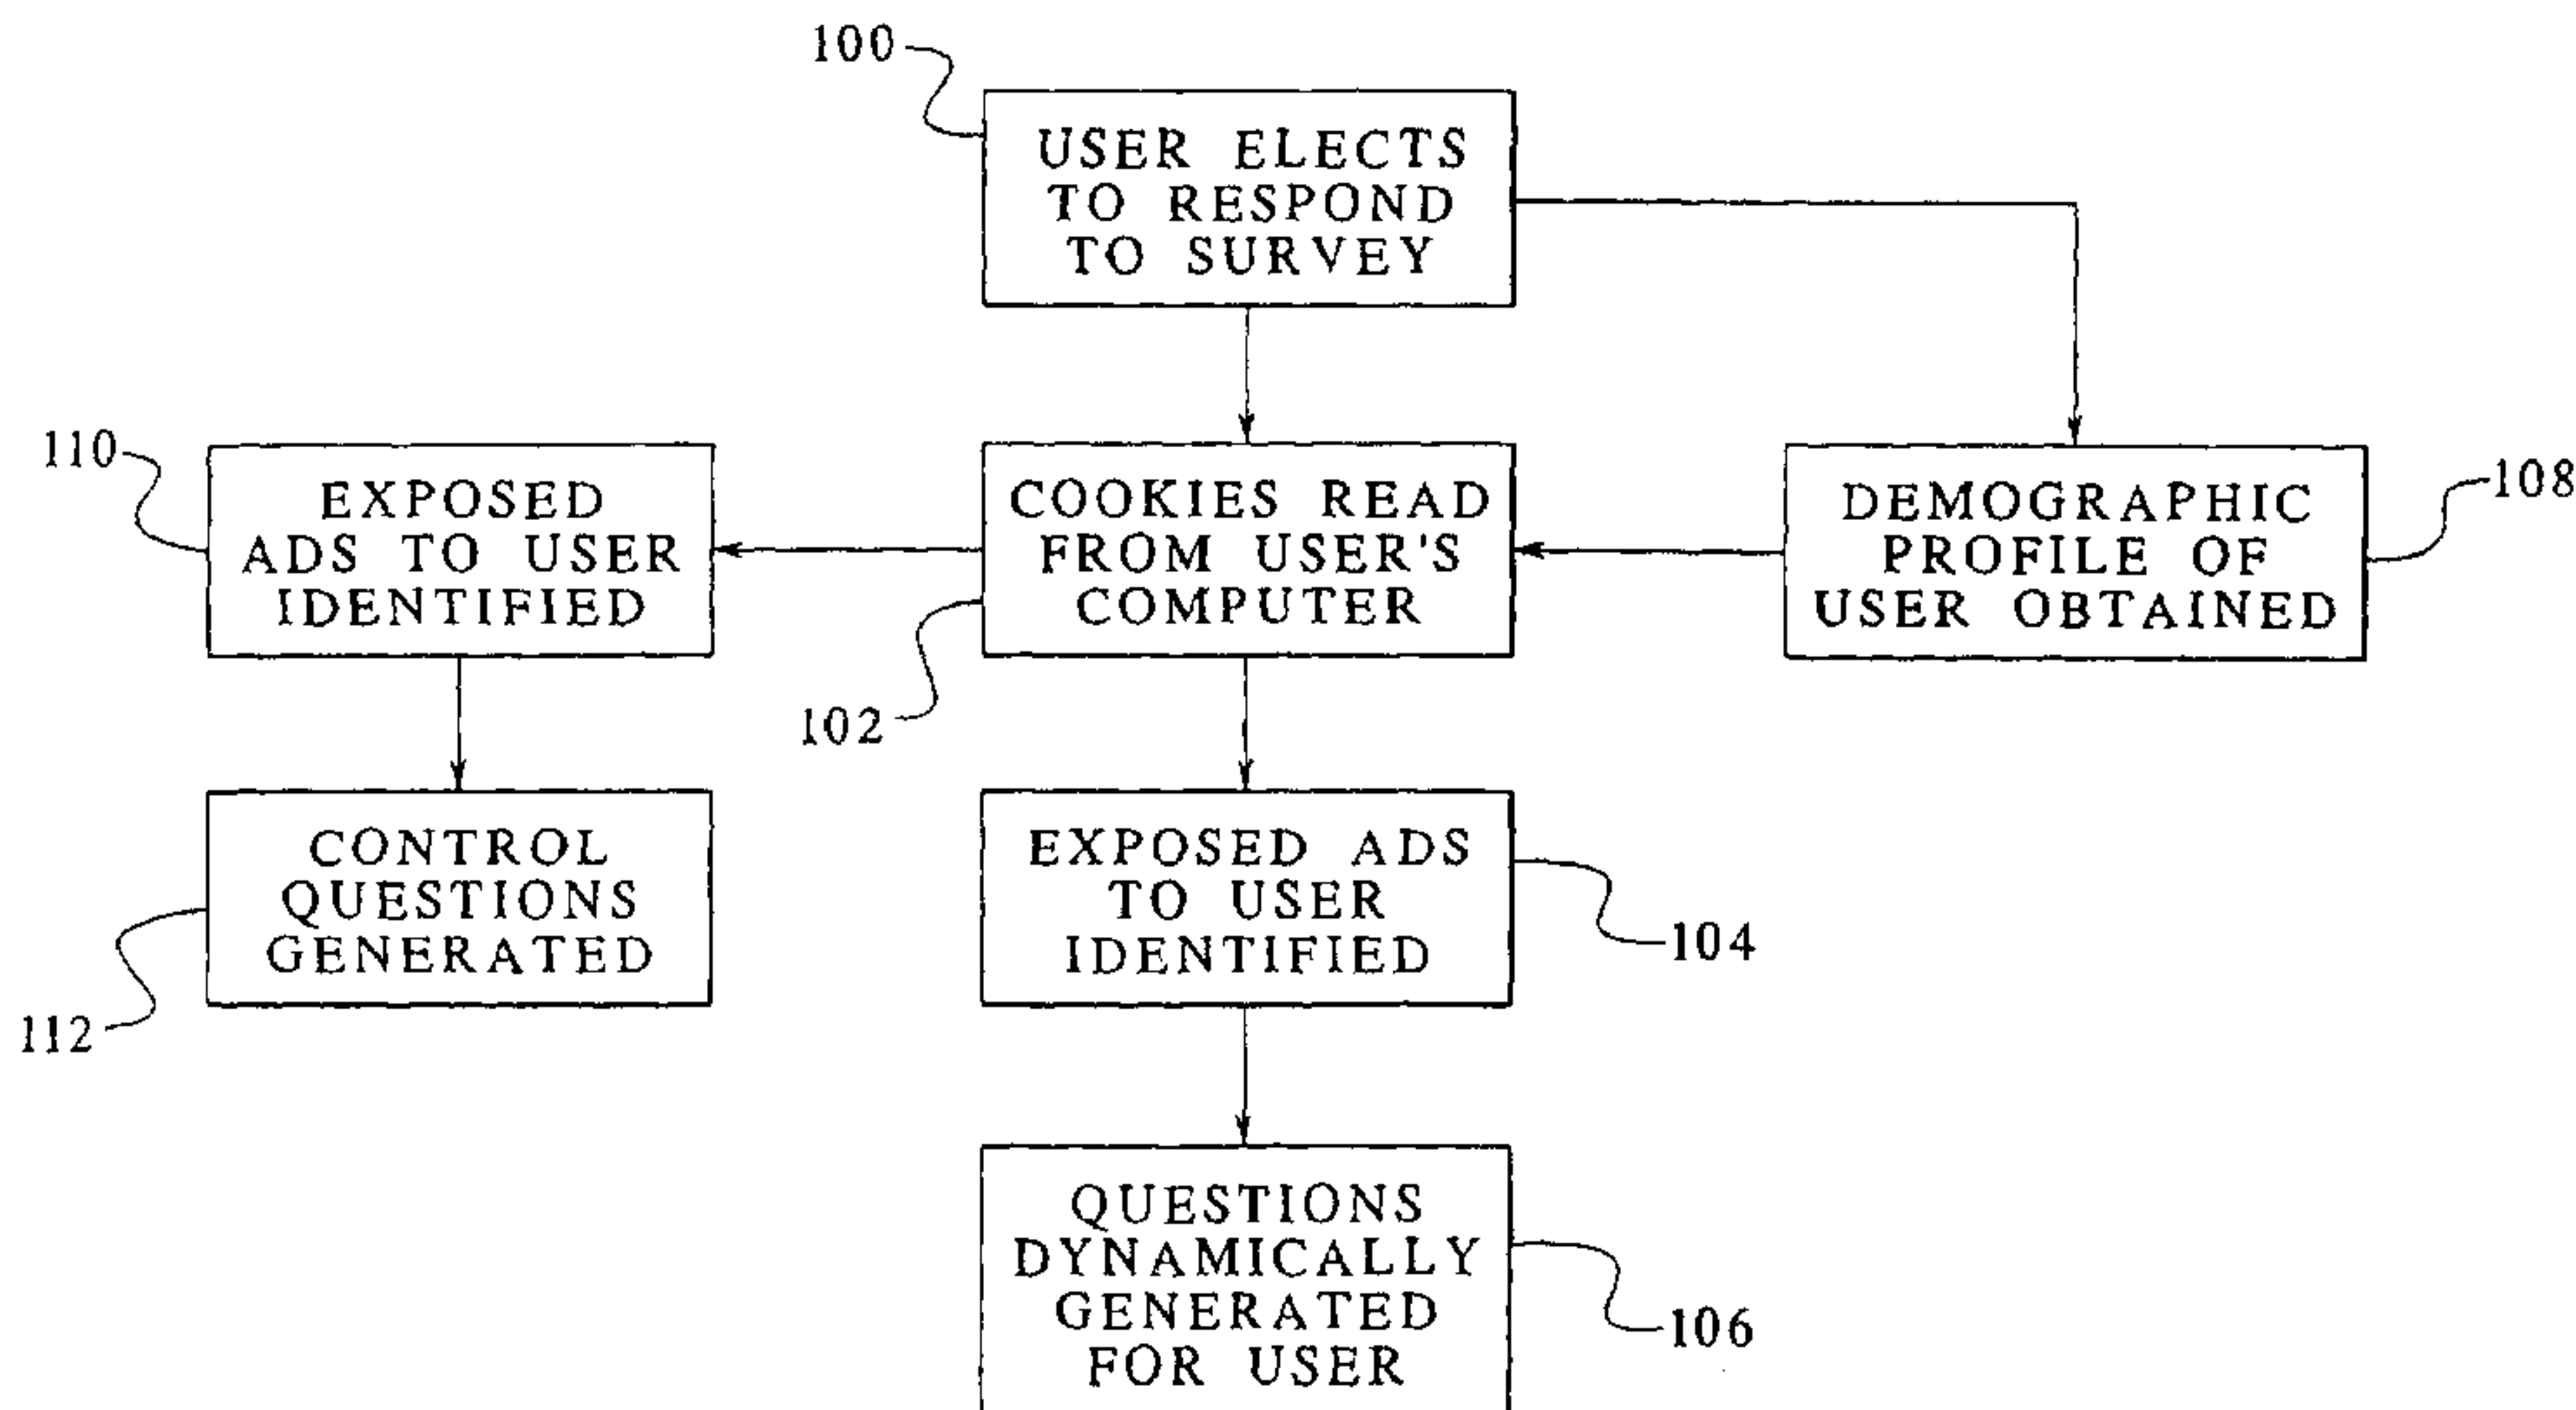 100
USER ELECTS
TO RESPOND
TO SURVEY
110
EXPOSED
ADS TO USER
IDENTIFIED
COOKIES READ
FROM USER'S
COMPUTER
102
DEMOGRAPHIC
PROFILE OF
USER OBTAINED
108
CONTROL
QUESTIONS
GENERATED
112
EXPOSED ADS
TO USER
IDENTIFIED
104
QUESTIONS
DYNAMICALLY
GENERATED
FOR USER
106